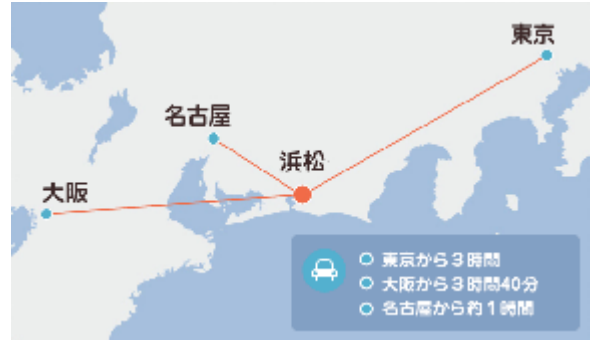 東京
名古屋
浜松
大阪
東京から3時間
大阪から3時間40分
名古屋から約1時間